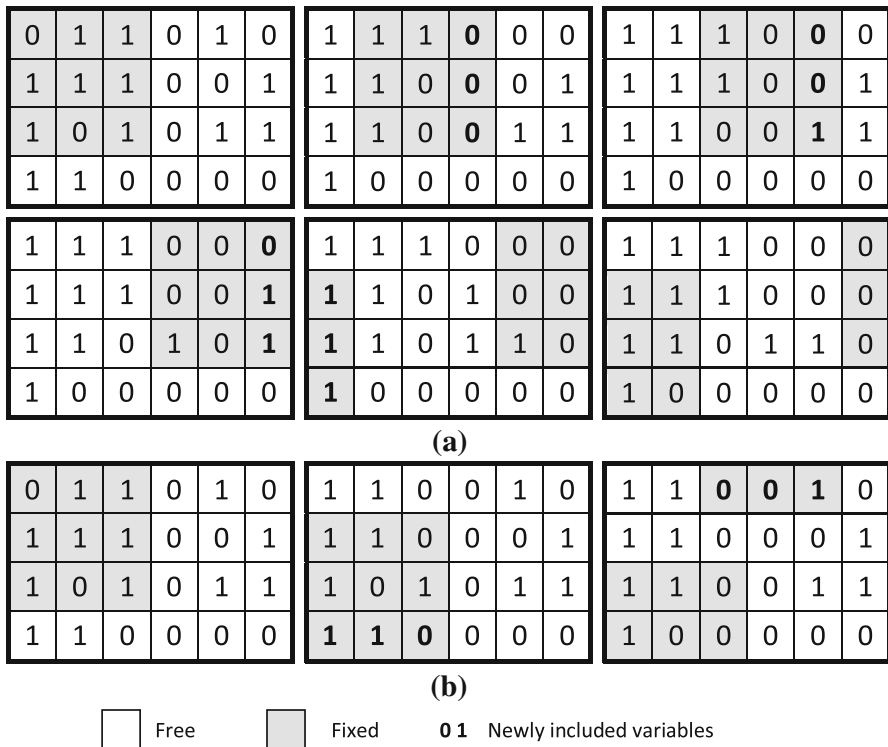 0 1 1 0 1 0 1 1 1 0 0 0 1 1 1 0 0 0
1 1 1 0 0 1 1 1 0 0 0 1 1 1 1 0 0 1
1 0 1 0 1 1 1 1 0 0 1 1 1 1 0 0 1 1
1 1 0 0 0 0 1 0 0 0 0 0 1 0 0 0 0 0
1 1 1 0 0 0 1 1 1 0 0 0 1 1 1 0 0 0
1 1 1 0 0 1 1 1 0 1 0 0 1 1 1 0 0 0
1 1 0 1 0 1 1 1 0 1 1 0 1 1 0 1 1 0
1 0 0 0 0 0 1 0 0 0 0 0 1 0 0 0 0 0
(a)
0 1 1 0 1 0 1 1 0 0 1 0 1 1 0 0 1 0
1 1 1 0 0 1 1 1 0 0 0 1 1 1 0 0 0 1
1 0 1 0 1 1 1 0 1 0 1 1 1 1 0 0 1 1
1 1 0 0 0 0 1 1 0 0 0 0 1 0 0 0 0 0
(b)
Free Fixed 0 1 Newly included variables